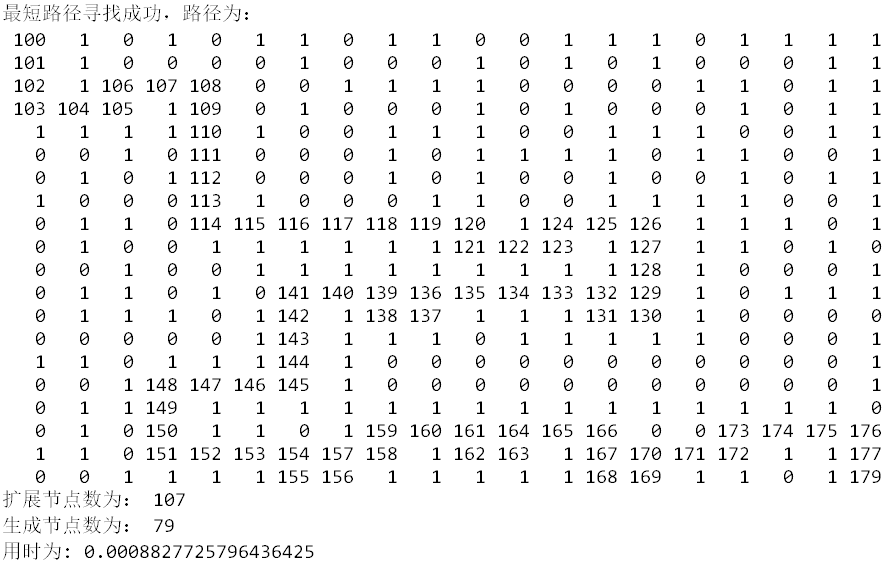 最短路径寻找成功，路径为：
100 1 0 1 0 1 1 0 1 1 0 0 1 1 1 0 1 1 1 1
101 1 0 0 0 0 1 0 0 0 1 0 1 0 1 0 0 0 1 1
102 1 106 107 108 0 0 1 1 1 1 0 0 0 0 1 1 0 1 1
103 104 105 1 109 0 1 0 0 0 1 0 1 0 0 0 1 0 1 1
1 1 1 1 110 1 0 0 1 1 1 0 0 1 1 1 0 0 1 1
0 0 1 0 111 0 0 0 1 0 1 1 1 1 0 1 1 0 0 1
0 1 0 1 112 0 0 0 1 0 1 0 0 1 0 0 1 0 1 1
1 0 0 0 113 1 0 0 0 1 1 0 0 1 1 1 1 0 0 1
0 1 1 0 114 115 116 117 118 119 120 1 124 125 126 1 1 1 0 1
0 1 0 0 1 1 1 1 1 1 121 122 123 1 127 1 1 0 1 0
0 0 1 0 0 1 1 1 1 1 1 1 1 1 128 1 0 0 0 1
0 1 1 0 1 0 141 140 139 136 135 134 133 132 129 1 0 1 1 1
0 1 1 1 0 1 142 1 138 137 1 1 1 131 130 1 0 0 0 0
0 0 0 0 0 1 143 1 1 1 0 1 1 1 1 1 0 0 0 1
1 1 0 1 1 1 144 1 0 0 0 0 0 0 0 0 0 0 0 1
0 0 1 148 147 146 145 1 0 0 0 0 0 0 0 0 0 0 0 1
0 1 1 149 1 1 1 1 1 1 1 1 1 1 1 1 1 1 1 0
0 1 0 150 1 1 0 1 159 160 161 164 165 166 0 0 173 174 175 176
1 1 0 151 152 153 154 157 158 1 162 163 1 167 170 171 172 1 1 177
0 0 1 1 1 1 155 156 1 1 1 1 1 168 169 1 1 0 1 179
扩展节点数为： 107
生成节点数为： 79
用时为: 0.0008827725796436425